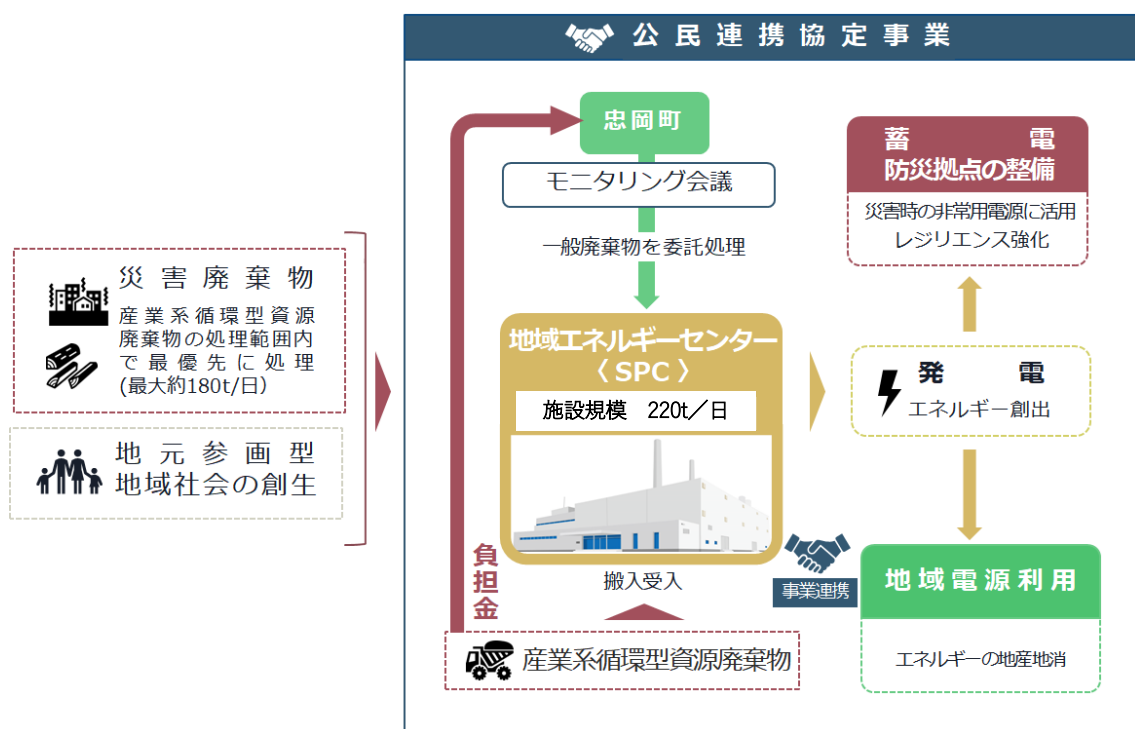 公民連携協定事業
忠岡町
モニタリング会議
一般廃棄物を委託処理
地域エネルギーセンター
〈 SPC 〉
施設規模　220t／日
搬入受入
負担金
産業系循環型資源廃棄物
災害廃棄物
産業系循環型資源
廃棄物の処理範囲内
で最優先に処理
(最大約180t/日)
地元参画型
地域社会の創生
蓄電
防災拠点の整備
災害時の非常用電源に活用
レジリエンス強化
発電
エネルギー創出
事業連携
地域電源利用
エネルギーの地産地消